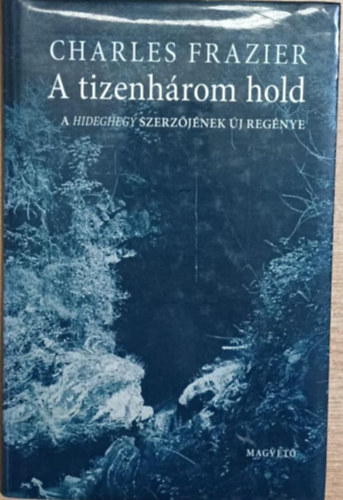 CHARLES FRAZIER
A tizenhárom hold
A HIDEGHEGY SZERZŐJÉNEK ÚJ REGÉNYE
MAGVETŐ